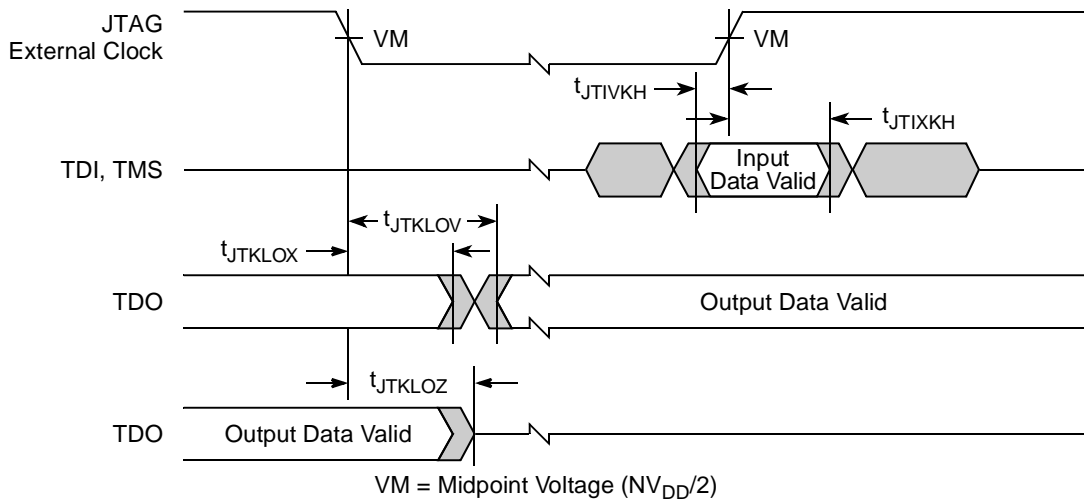 JTAG
External Clock
VM
VM
tJTIVKH
tJTIXKH
TDI, TMS
Input
Data Valid
tJTKLOV
tJTKLOX
TDO
Output Data Valid
tJTKLOZ
TDO
Output Data Valid
VM = Midpoint Voltage (NVDD/2)